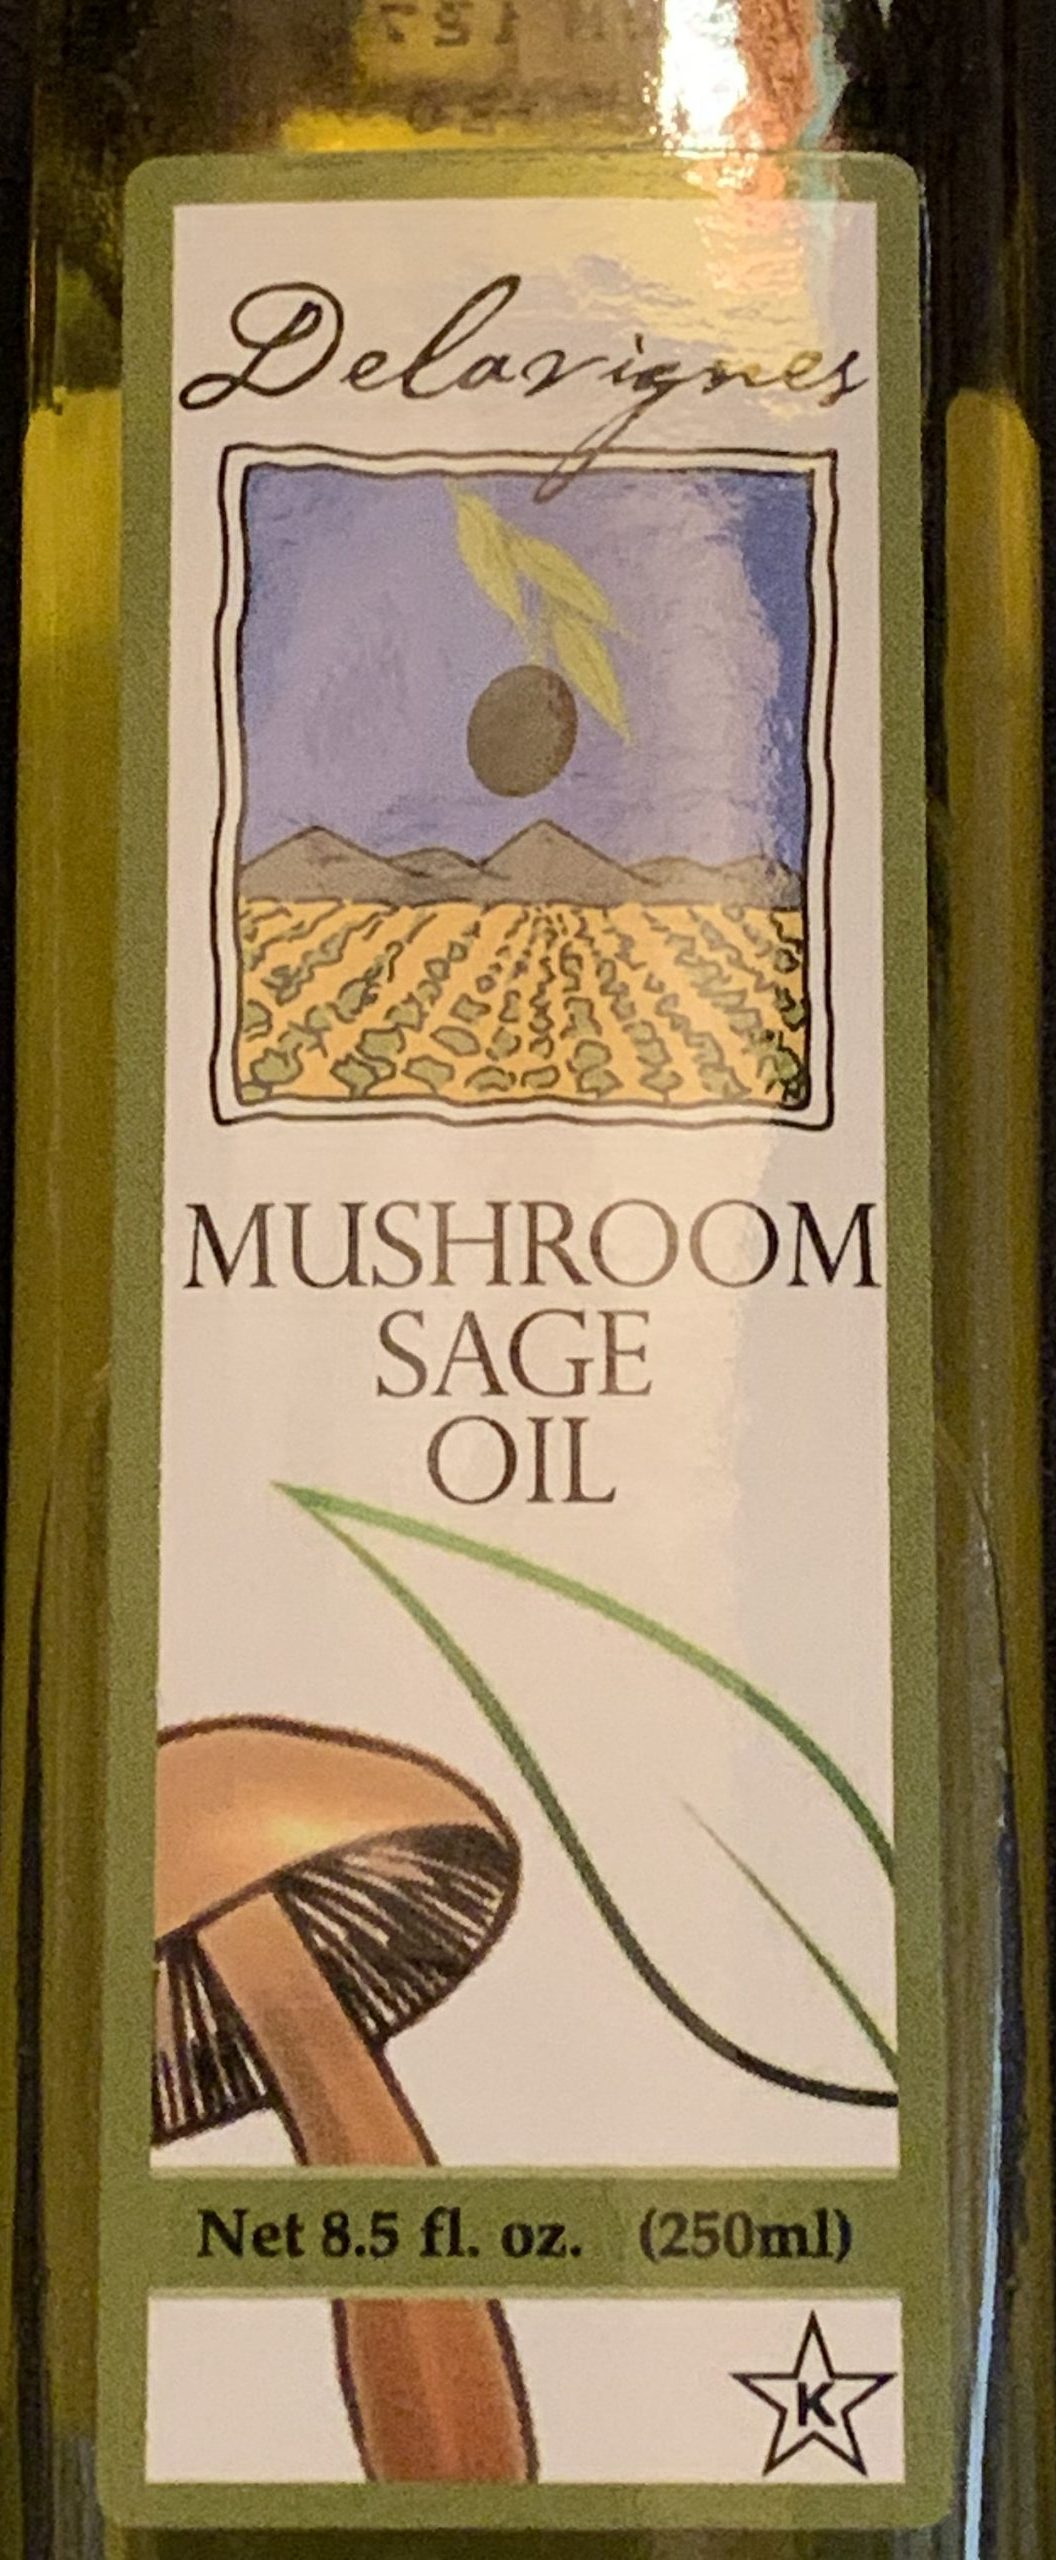 Delavignes
MUSHROOM
SAGE
OIL
Net 8.5 fl. oz. (250ml)
K